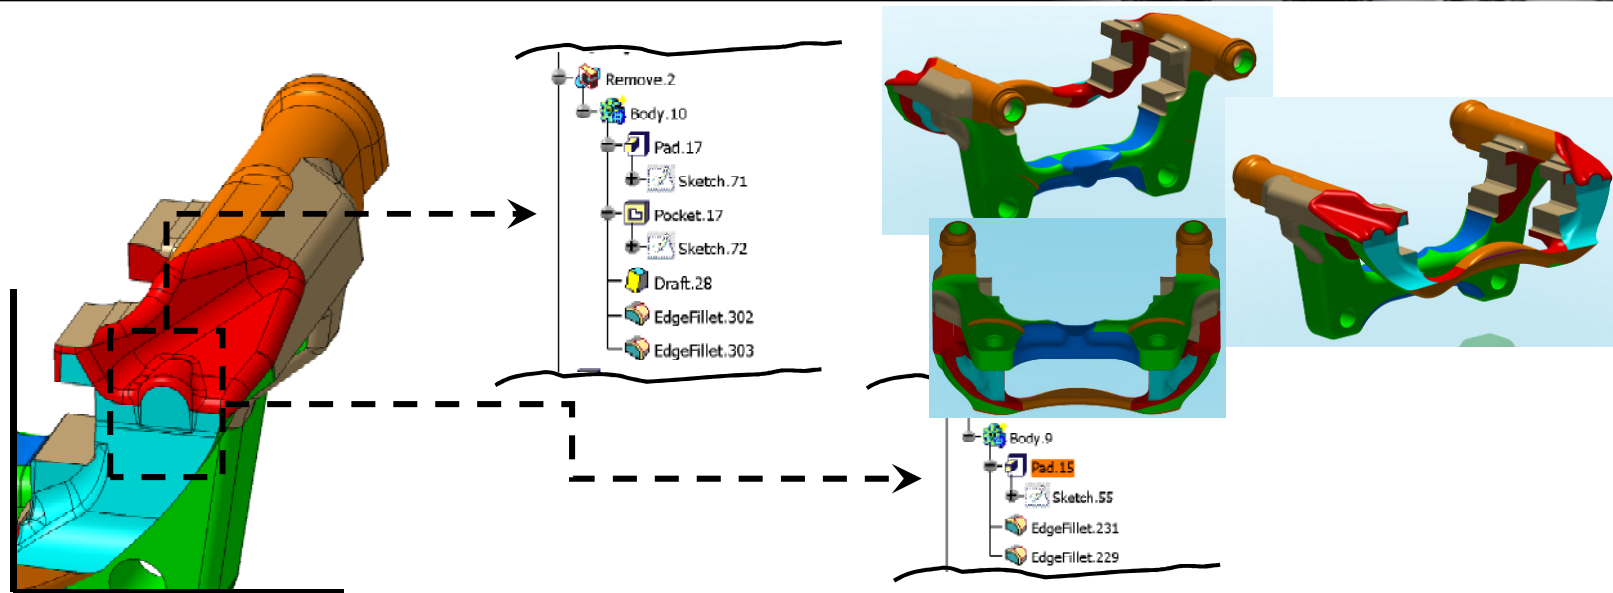 Remove.2
Body.10
Pad.17
Sketch.71
Pocket.17
Sketch.72
Draft.28
EdgeFillet.302
EdgeFillet.303
Body.9
Pad.15
Sketch.55
EdgeFillet.231
EdgeFillet.229